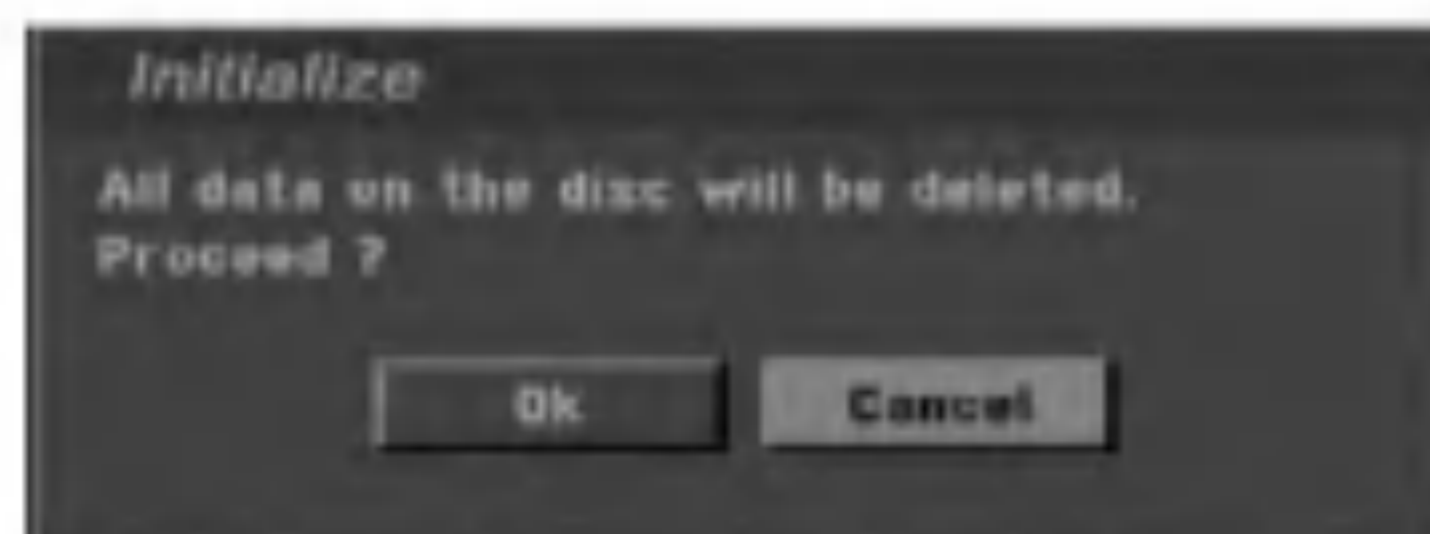 Initialize
All data on the disc will be deleted.
Proceed ?
Ok Cancel